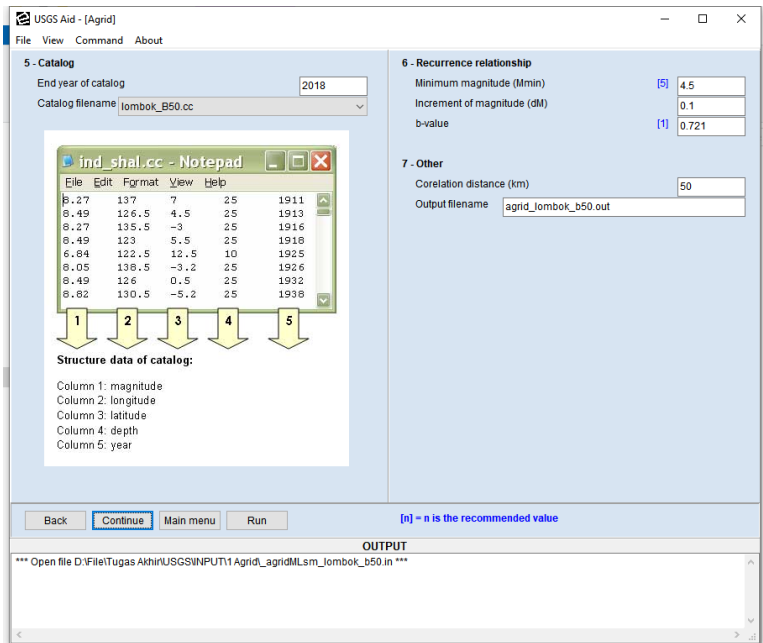 USGS Aid - [Agrid]
File View Command About
5 - Catalog
End year of catalog 2018
Catalog filename lombok_B50.cc
ind_shal.cc - Notepad
File Edit Format View Help
8.27 137 7 25 1911
8.49 126.5 4.5 25 1913
8.27 135.5 -3 25 1916
8.49 123 5.5 25 1918
6.84 122.5 12.5 10 1925
8.05 138.5 -3.2 25 1926
8.49 126 0.5 25 1932
8.82 130.5 -5.2 25 1938
1 2 3 4 5
Structure data of catalog:
Column 1: magnitude
Column 2: longitude
Column 3: latitude
Column 4: depth
Column 5: year
6 - Recurrence relationship
Minimum magnitude (Mmin) [5] 4.5
Increment of magnitude (dM) 0.1
b-value [1] 0.721
7 - Other
Corelation distance (km) 50
Output filename agrid_lombok_b50.out
Back Continue Main menu Run
[n] = n is the recommended value
OUTPUT
*** Open file D:\File\Tugas Akhir\USGS\INPUT\1 Agrid\_agridMLsm_lombok_b50.in ***